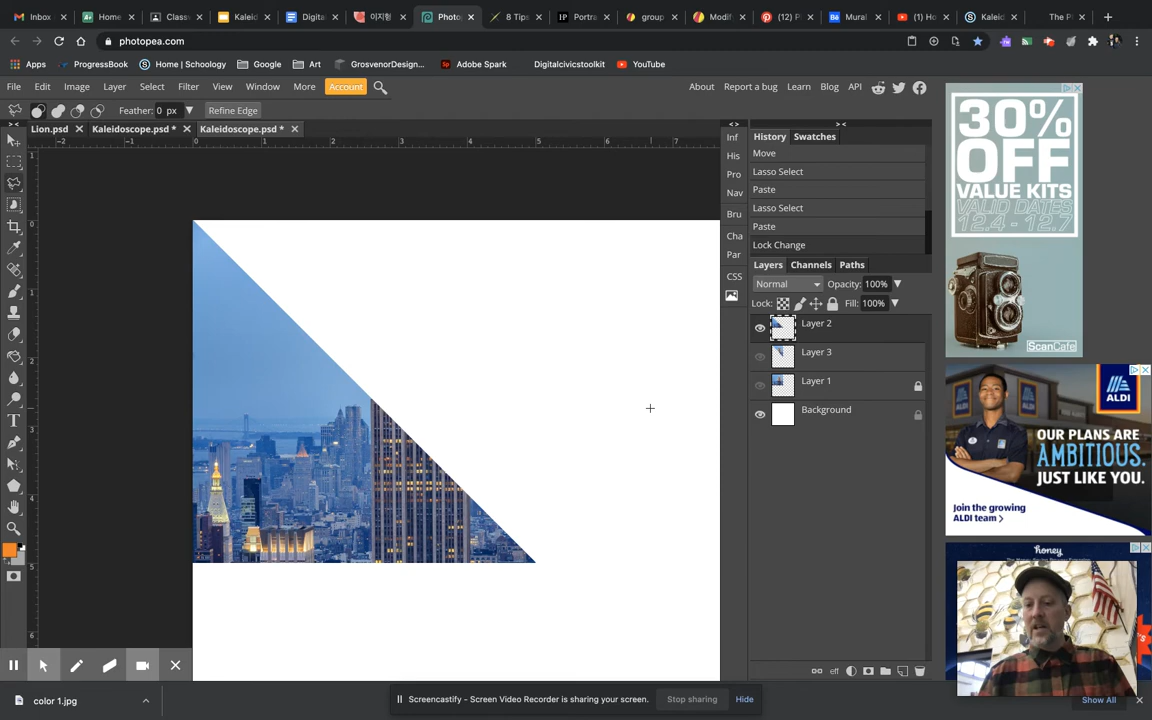 Inbox
Home
Classv
Kaleid
Digita
이지형
Photo
8 Tips
Portra
group
Modif
(12) P
Mural
(1) Ho
Kaleid
The Pl
photopea.com
Apps
ProgressBook
Home | Schoology
Google
Art
GrosvenorDesign...
Adobe Spark
Digitalcivicstoolkit
YouTube
File Edit Image Layer Select Filter View Window More Account
About Report a bug Learn Blog API
Feather: 0 px Refine Edge
Lion.psd
Kaleidoscope.psd *
Kaleidoscope.psd *
Inf
His
Pro
Nav
Bru
Cha
Par
CSS
History Swatches
Move
Lasso Select
Paste
Lasso Select
Paste
Lock Change
Layers Channels Paths
Normal Opacity: 100%
Lock: Fill: 100%
Layer 2
Layer 3
Layer 1
Background
eff
30%
OFF
VALUE KITS
VALID DATES
12.4 - 12.7
ScanCafe
ALDI
OUR PLANS ARE
AMBITIOUS.
JUST LIKE YOU.
Join the growing
ALDI team >
honey
color 1.jpg
Screencastify - Screen Video Recorder is sharing your screen.
Stop sharing
Hide
Show All